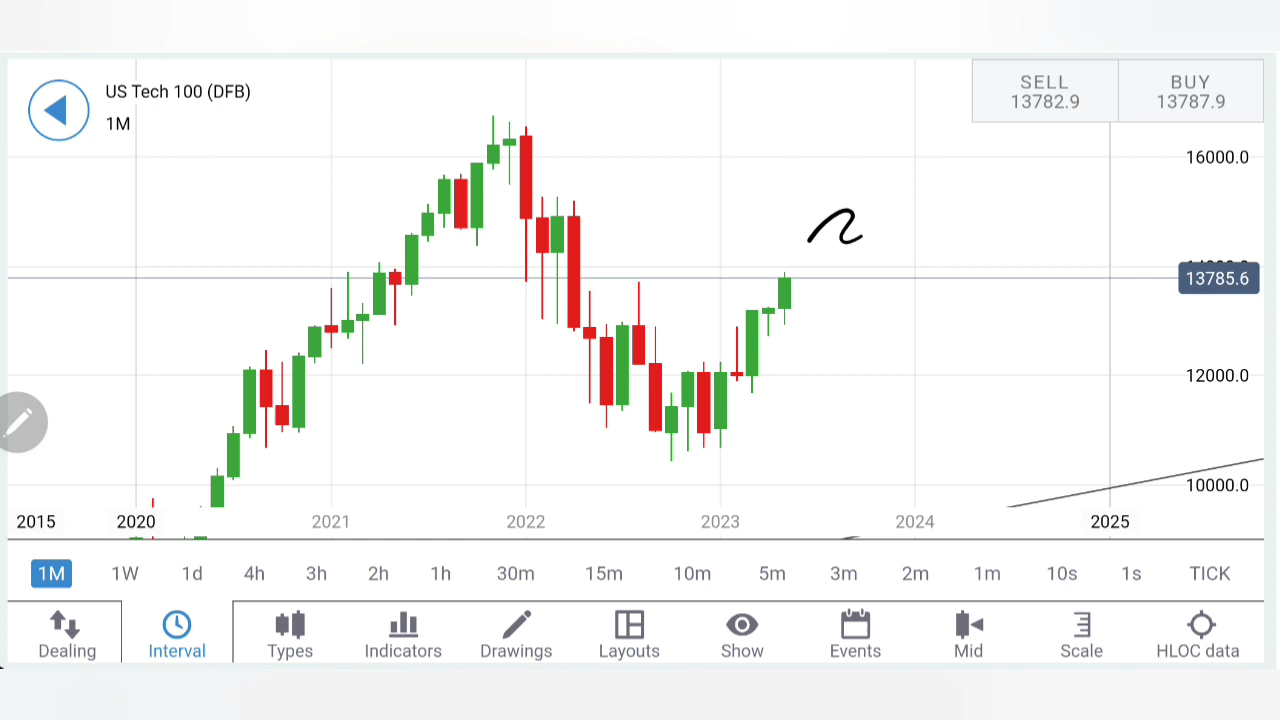 US Tech 100 (DFB)
1M
SELL
13782.9
BUY
13787.9
16000.0
13785.6
12000.0
10000.0
2015 2020 2021 2022 2023 2024 2025
1M 1W 1d 4h 3h 2h 1h 30m 15m 10m 5m 3m 2m 1m 10s 1s TICK
Dealing Interval Types Indicators Drawings Layouts Show Events Mid Scale HLOC data